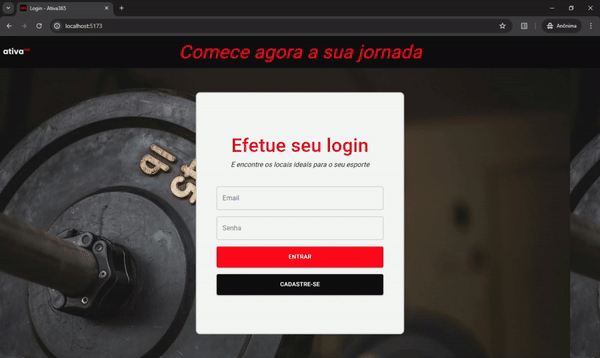 Login - Ativa365
localhost:5173
Anônima
ativa
Comece agora a sua jornada
Efetue seu login
E encontre os locais ideais para o seu esporte
Email
Senha
ENTRAR
CADASTRE-SE